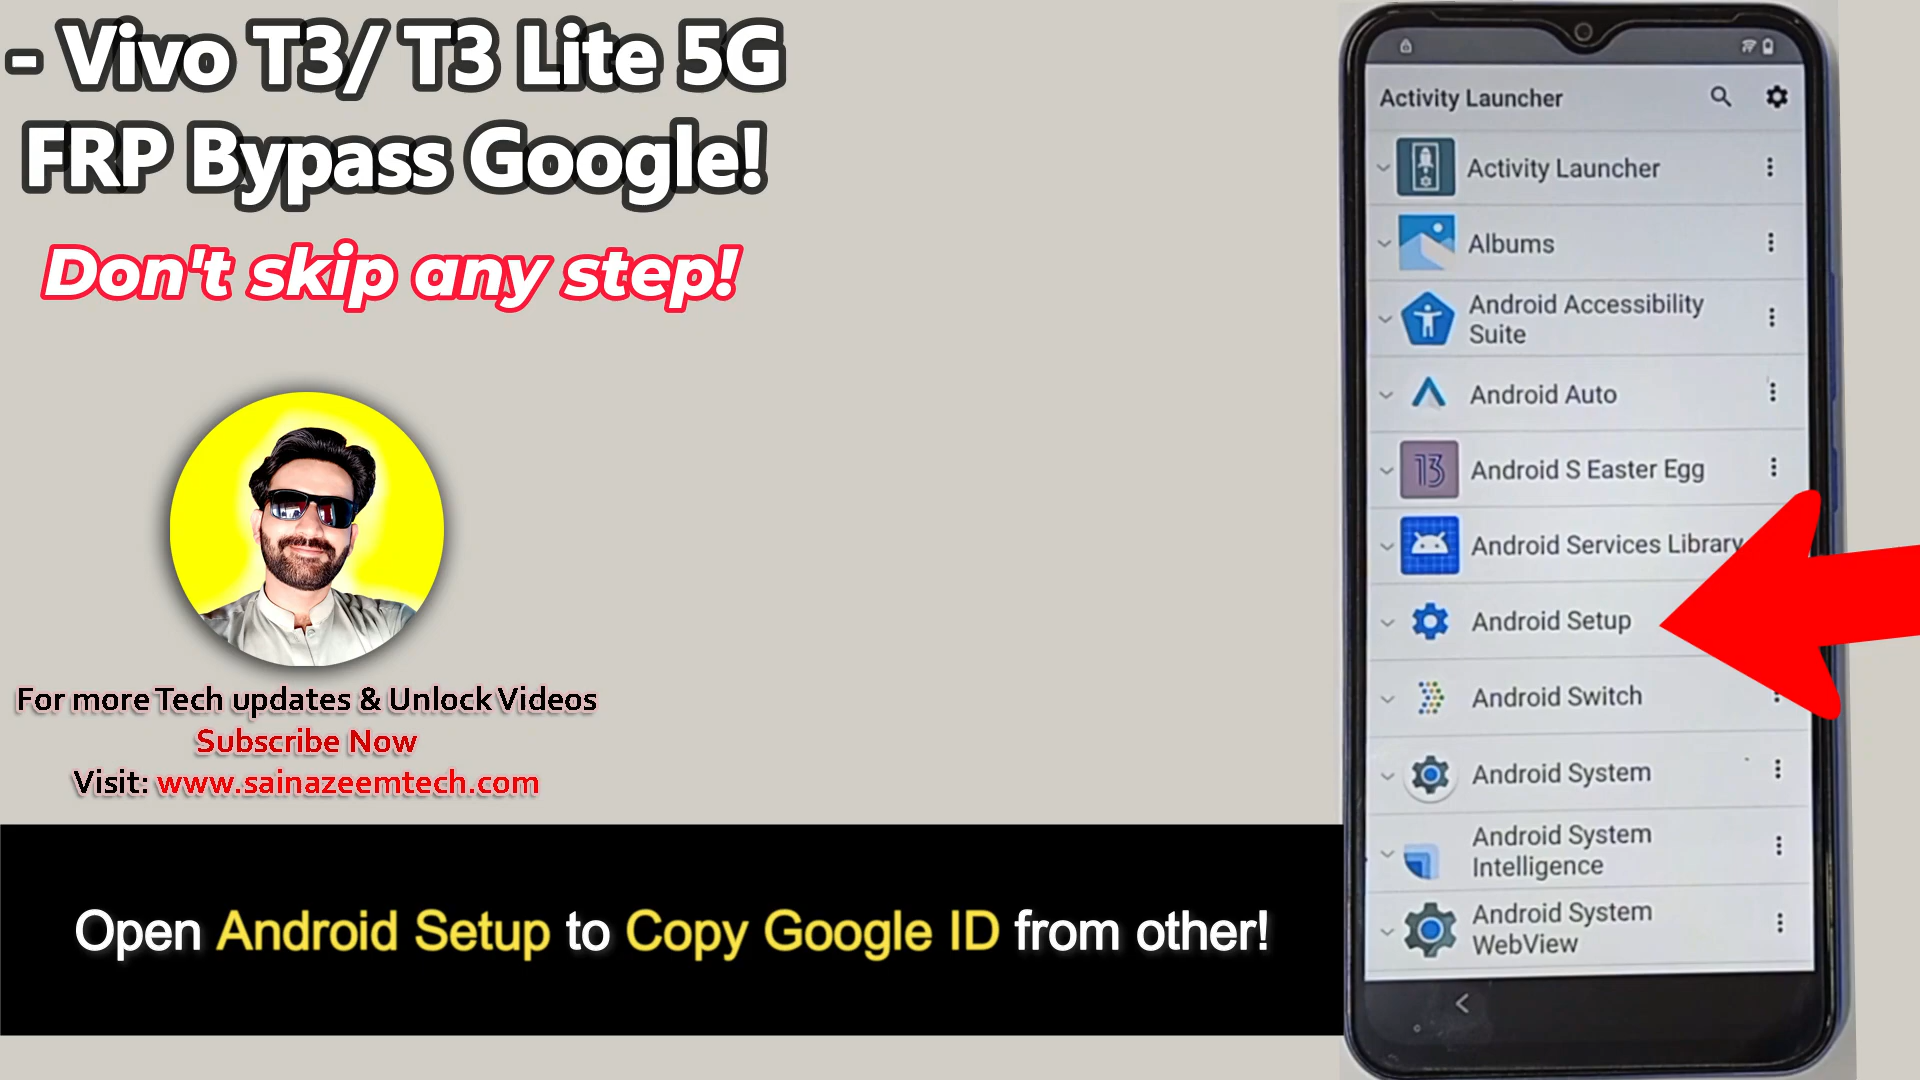 - Vivo T3/ T3 Lite 5G
FRP Bypass Google!
Don't skip any step!
For more Tech updates & Unlock Videos
Subscribe Now
Visit: www.sainazeemtech.com
Open Android Setup to Copy Google ID from other!
Activity Launcher
Activity Launcher
Albums
Android Accessibility
Suite
Android Auto
13
Android S Easter Egg
Android Services Library
Android Setup
Android Switch
Android System
Android System
Intelligence
Android System
WebView